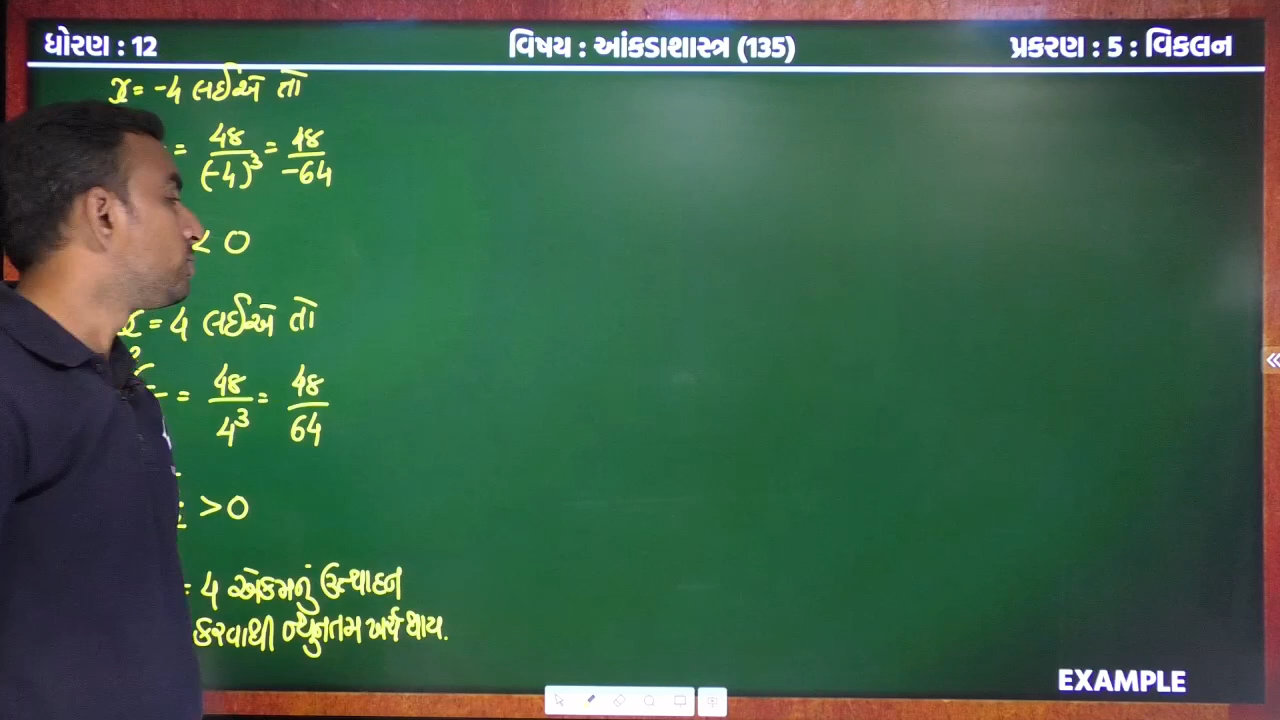 ધોરણ : 12
વિષય : આંકડાશાસ્ત્ર (135)
પ્રકરણ : 5 : વિકલન
x = -4 લઈએ તો
= 48/(-4)³ = 48/-64
< 0
x = 4 લઈએ તો
= 48/4³ = 48/64
> 0
= 4 એકમનું ઉત્પાદન
કરવાથી ન્યુનતમ ખર્ચ થાય.
EXAMPLE